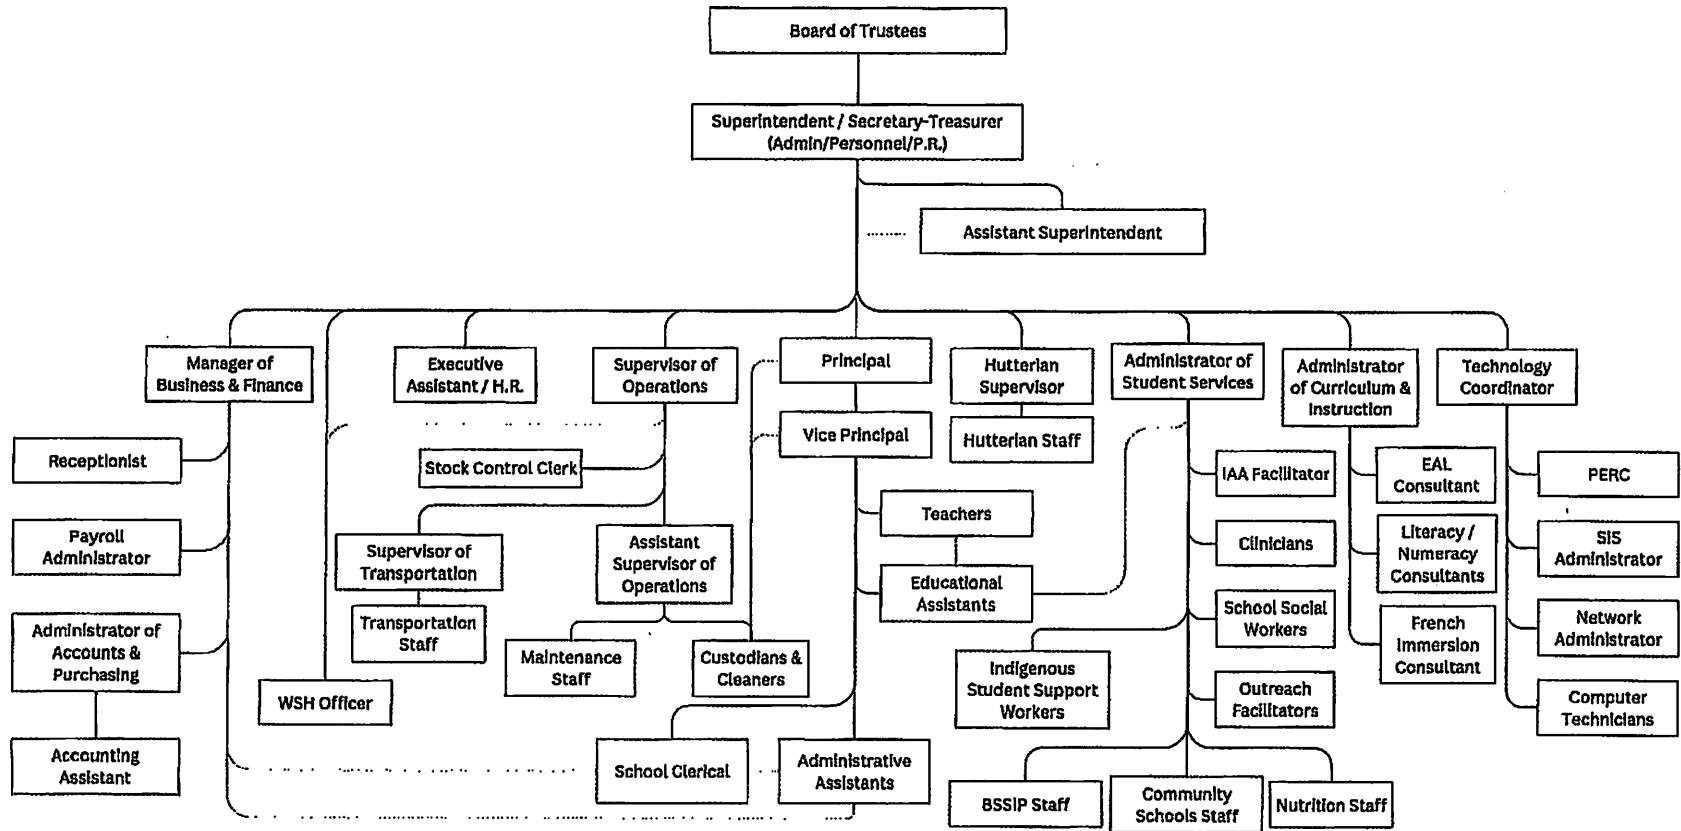 Board of Trustees
Superintendent / Secretary-Treasurer
(Admin/Personnel/P.R.)
Assistant Superintendent
Manager of
Business & Finance
Executive
Assistant / H.R.
Supervisor of
Operations
Principal
Hutterian
Supervisor
Administrator of
Student Services
Administrator
of Curriculum &
Instruction
Technology
Coordinator
Receptionist
Stock Control Clerk
Vice Principal
Hutterian Staff
IAA Facilitator
EAL
Consultant
PERC
Payroll
Administrator
Supervisor of
Transportation
Assistant
Supervisor of
Operations
Teachers
Clinicians
Literacy /
Numeracy
Consultants
SIS
Administrator
Educational
Assistants
Administrator of
Accounts &
Purchasing
Transportation
Staff
Maintenance
Staff
Custodians &
Cleaners
School Social
Workers
French
Immersion
Consultant
Network
Administrator
WSH Officer
Indigenous
Student Support
Workers
Outreach
Facilitators
Computer
Technicians
Accounting
Assistant
School Clerical
Administrative
Assistants
BSSIP Staff
Community
Schools Staff
Nutrition Staff